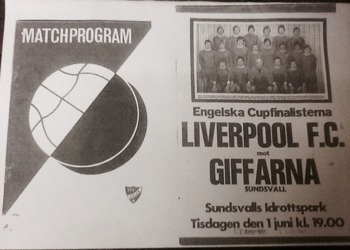 MATCHPROGRAM
Engelska Cupfinalisterna
LIVERPOOL F.C.
mot
GIFFARNA
SUNDSVALL
Sundsvalls Idrottspark
Tisdagen den 1 juni kl. 19.00